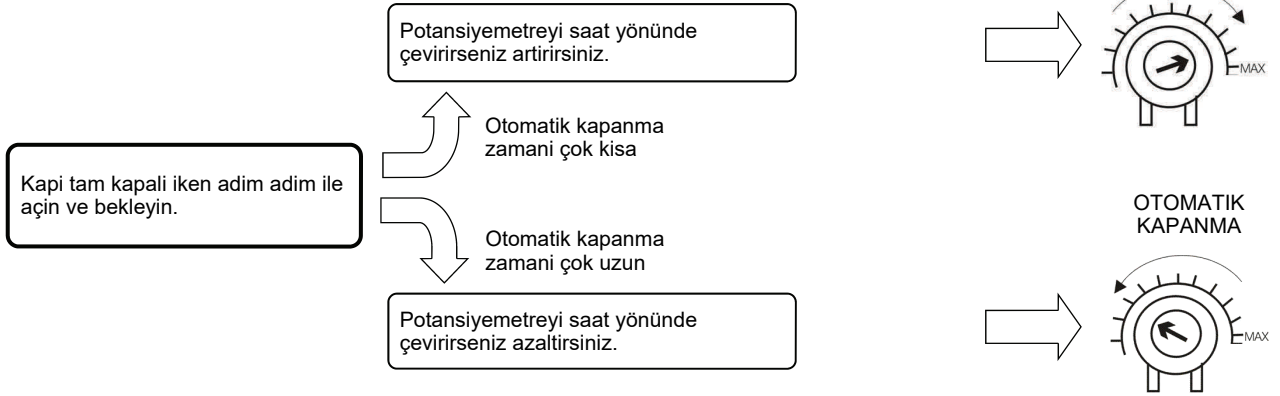 Potansiyemetreyi saat yönünde
çevirirseniz artirirsiniz.
MAX
Otomatik kapanma
zamani çok kisa
Kapi tam kapali iken adim adim ile
açin ve bekleyin.
OTOMATIK
KAPANMA
Otomatik kapanma
zamani çok uzun
Potansiyemetreyi saat yönünde
çevirirseniz azaltirsiniz.
MAX